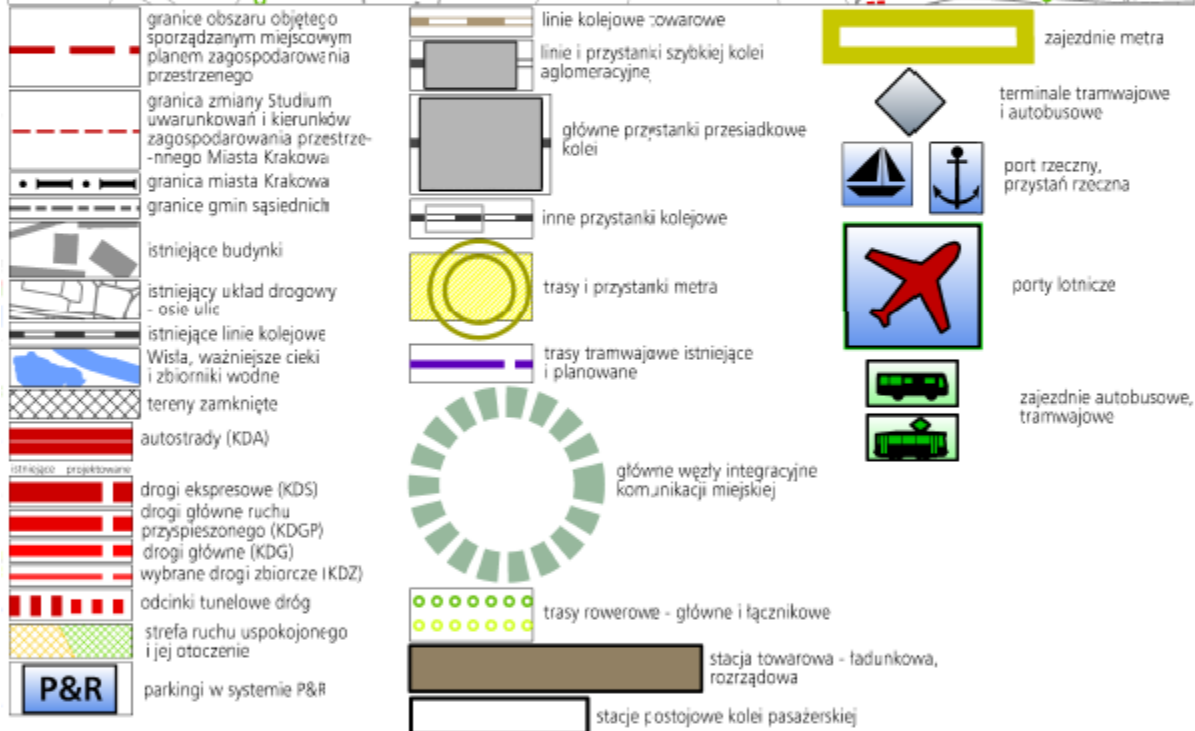 granice obszaru objętego
sporządzanym miejscowym
planem zagospodarowania
przestrzenego
granica zmiany Studium
uwarunkowań i kierunków
zagospodarowania przestrze-
-nnego Miasta Krakowa
granica miasta Krakowa
granice gmin sąsiednich
istniejące budynki
istniejący układ drogowy
- osie ulic
istniejące linie kolejowe
Wisła, ważniejsze cieki
i zbiorniki wodne
tereny zamknięte
autostrady (KDA)
istniejące projektowane
drogi ekspresowe (KDS)
drogi główne ruchu
przyspieszonego (KDGP)
drogi główne (KDG)
wybrane drogi zbiorcze (KDZ)
odcinki tunelowe dróg
strefa ruchu uspokojonego
i jej otoczenie
P&R
parkingi w systemie P&R
linie kolejowe towarowe
linie i przystanki szybkiej kolei
aglomeracyjnej
główne przystanki przesiadkowe
kolei
inne przystanki kolejowe
trasy i przystanki metra
trasy tramwajowe istniejące
i planowane
główne węzły integracyjne
komunikacji miejskiej
trasy rowerowe - główne i łącznikowe
stacja towarowa - ładunkowa,
rozrządowa
stacje postojowe kolei pasażerskiej
zajezdnie metra
terminale tramwajowe
i autobusowe
port rzeczny,
przystań rzeczna
porty lotnicze
zajezdnie autobusowe,
tramwajowe